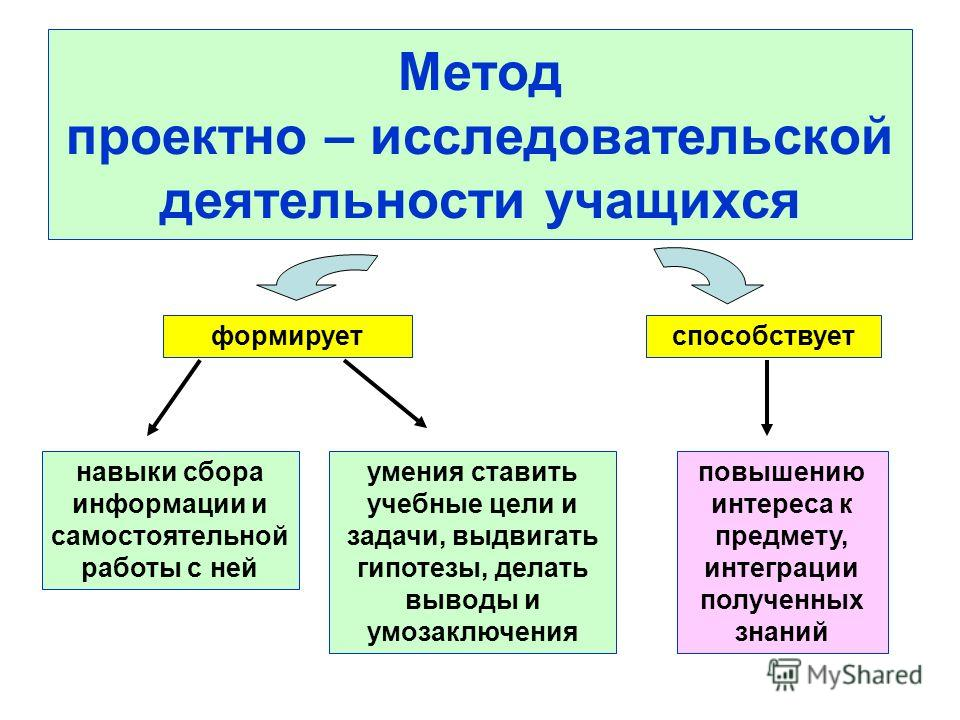 Метод
проектно – исследовательской
деятельности учащихся
формирует
способствует
навыки сбора
информации и
самостоятельной
работы с ней
умения ставить
учебные цели и
задачи, выдвигать
гипотезы, делать
выводы и
умозаключения
повышению
интереса к
предмету,
интеграции
полученных
знаний
MyShared